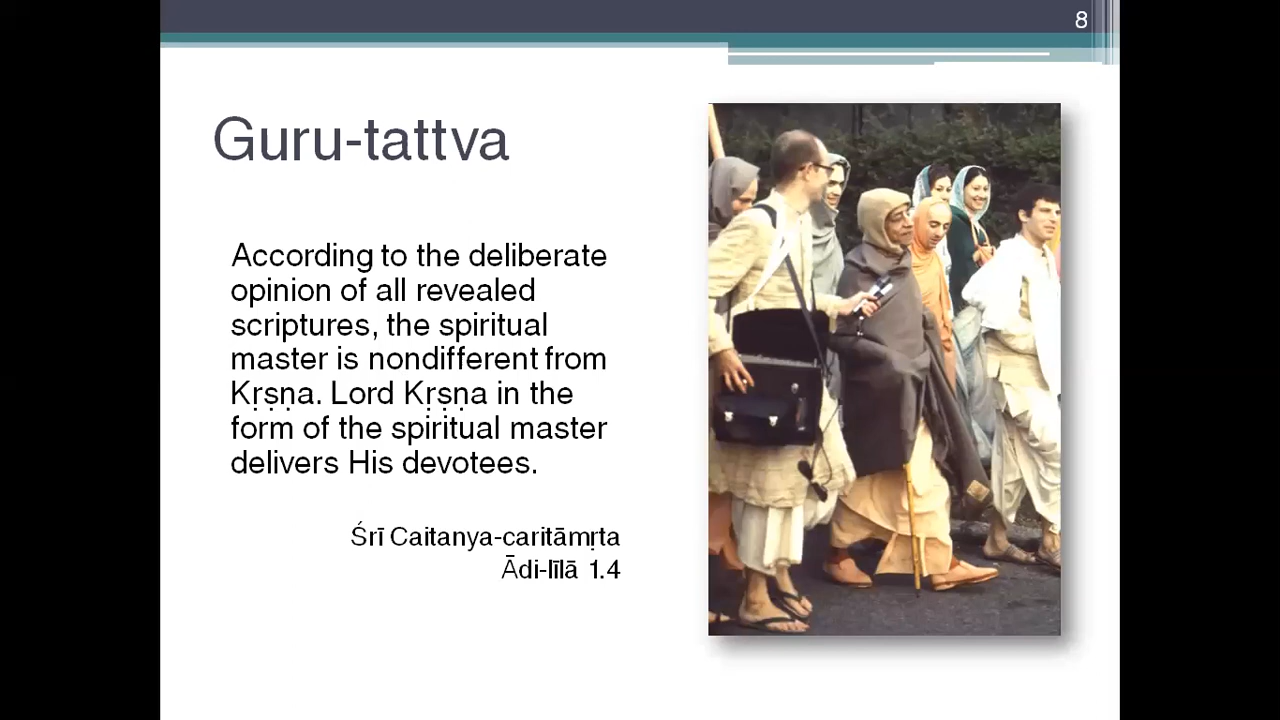 8
Guru-tattva
According to the deliberate
opinion of all revealed
scriptures, the spiritual
master is nondifferent from
Kṛṣṇa. Lord Kṛṣṇa in the
form of the spiritual master
delivers His devotees.
Śrī Caitanya-caritāmṛta
Ādi-līlā 1.4